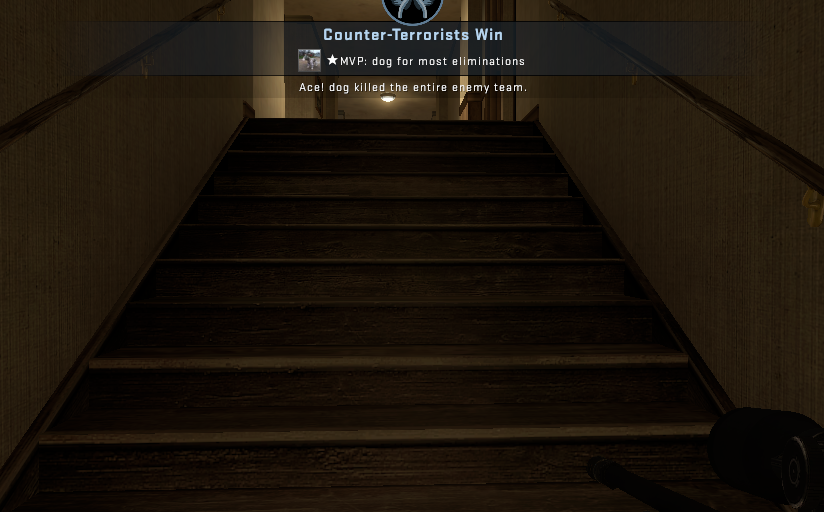 Counter-Terrorists Win
★MVP: dog for most eliminations
Ace! dog killed the entire enemy team.